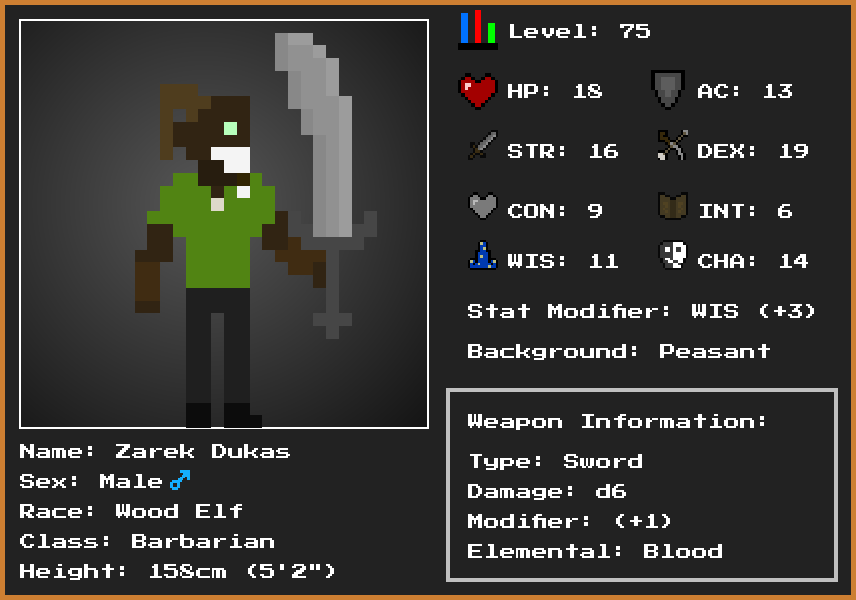 Level: 75
HP: 18 AC: 13
STR: 16 DEX: 19
CON: 9 INT: 6
WIS: 11 CHA: 14
Stat Modifier: WIS (+3)
Background: Peasant
Weapon Information:
Type: Sword
Damage: d6
Modifier: (+1)
Elemental: Blood
Name: Zarek Dukas
Sex: Male ♂
Race: Wood Elf
Class: Barbarian
Height: 158cm (5'2")